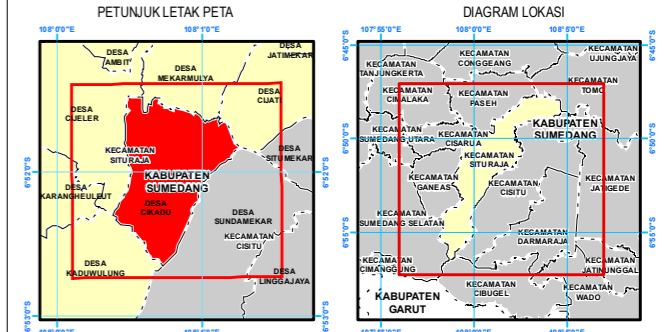 PETUNJUK LETAK PETA
108°0'0"E
108°1'0"E
DESA
AMBIT
DESA
JATIMEKAR
DESA
MEKARMULYA
DESA
CIJATI
DESA
CIJELER
KECAMATAN
SITURAJA
DESA
SITUMEKAR
KABUPATEN
SUMEDANG
6°52'0"S
6°52'0"S
DESA
KARANGHEULEUT
DESA
CIKADU
DESA
SUNDAMEKAR
KECAMATAN
CISITU
DESA
KADUWULUNG
DESA
LINGGAJAYA
6°53'0"S
6°53'0"S
DIAGRAM LOKASI
107°55'0"E
108°0'0"E
108°5'0"E
6°45'0"S
6°45'0"S
KECAMATAN
TANJUNGKERTA
KECAMATAN
CONGGEANG
KECAMATAN
UJUNGJAYA
KECAMATAN
CIMALAKA
KECAMATAN
PASEH
KECAMATAN
TOMO
KABUPATEN
SUMEDANG
6°50'0"S
6°50'0"S
KECAMATAN
SUMEDANG UTARA
KECAMATAN
CISARUA
KECAMATAN
SITURAJA
KECAMATAN
GANEAS
KECAMATAN
CISITU
KECAMATAN
JATIGEDE
KECAMATAN
SUMEDANG SELATAN
KECAMATAN
DARMARAJA
6°55'0"S
6°55'0"S
KECAMATAN
CIMANGGUNG
KECAMATAN
JATINUNGGAL
KECAMATAN
CIBUGEL
KECAMATAN
WADO
KABUPATEN
GARUT